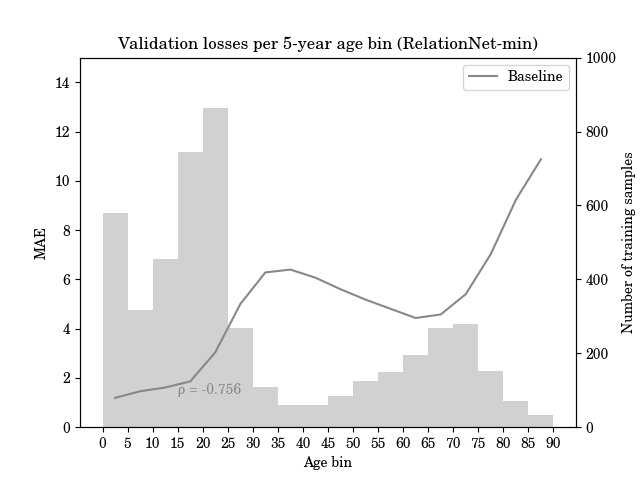 Validation losses per 5-year age bin (RelationNet-min)
Baseline
MAE
14
12
10
8
6
4
2
0
1000
800
600
400
200
0
Number of training samples
ρ = -0.756
0 5 10 15 20 25 30 35 40 45 50 55 60 65 70 75 80 85 90
Age bin